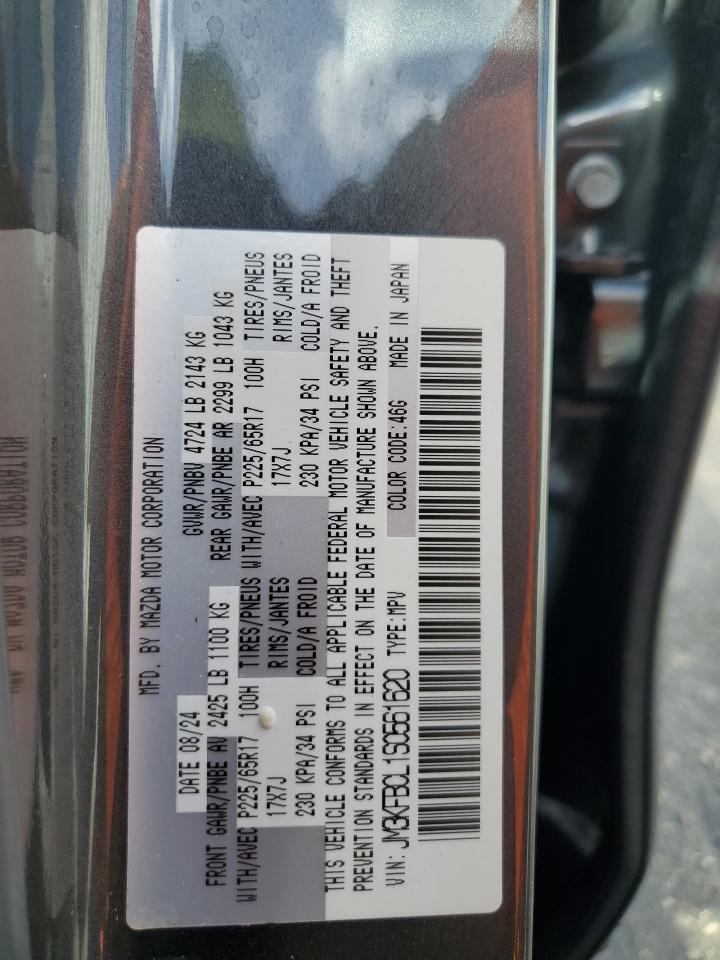 MFD. BY MAZDA MOTOR CORPORATION
DATE 08/24 GVWR/PNBV 4724 LB 2143 KG
FRONT GAWR/PNBE AV 2425 LB 1100 KG REAR GAWR/PNBE AR 2299 LB 1043 KG
WITH/AVEC P225/65R17 100H TIRES/PNEUS WITH/AVEC P225/65R17 100H TIRES/PNEUS
17X7J RIMS/JANTES 17X7J RIMS/JANTES
230 KPA/34 PSI COLD/A FROID 230 KPA/34 PSI COLD/A FROID
THIS VEHICLE CONFORMS TO ALL APPLICABLE FEDERAL MOTOR VEHICLE SAFETY AND THEFT
PREVENTION STANDARDS IN EFFECT ON THE DATE OF MANUFACTURE SHOWN ABOVE.
VIN: JM3KFBCL1S0561620 TYPE:MPV COLOR CODE:46G MADE IN JAPAN